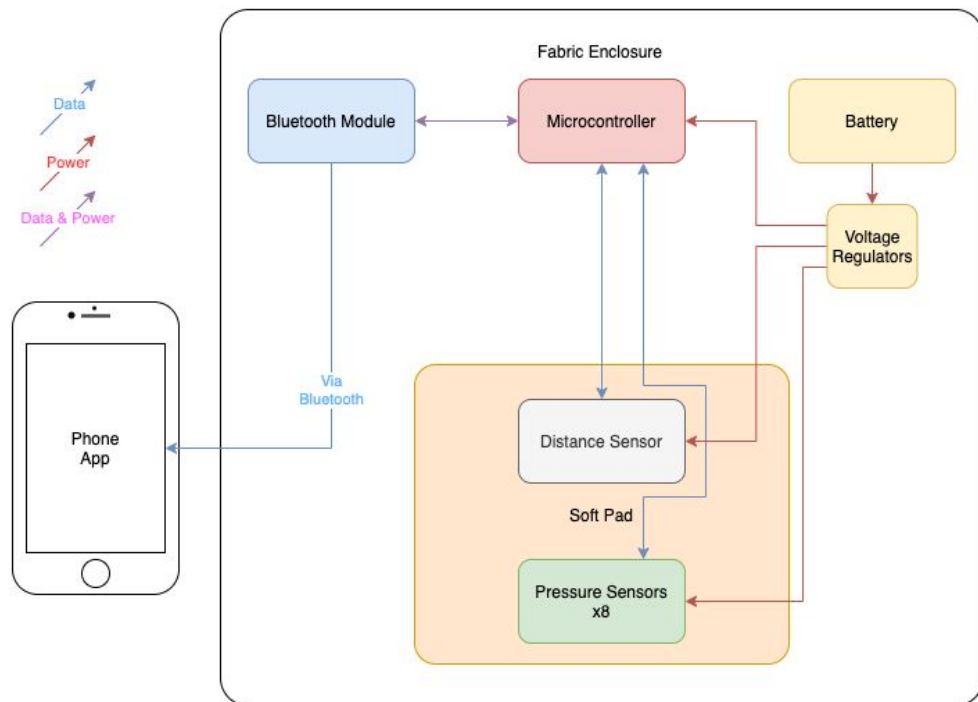 Fabric Enclosure
Data
Power
Data & Power
Bluetooth Module
Microcontroller
Battery
Voltage
Regulators
Via
Bluetooth
Phone
App
Distance Sensor
Soft Pad
Pressure Sensors
x8